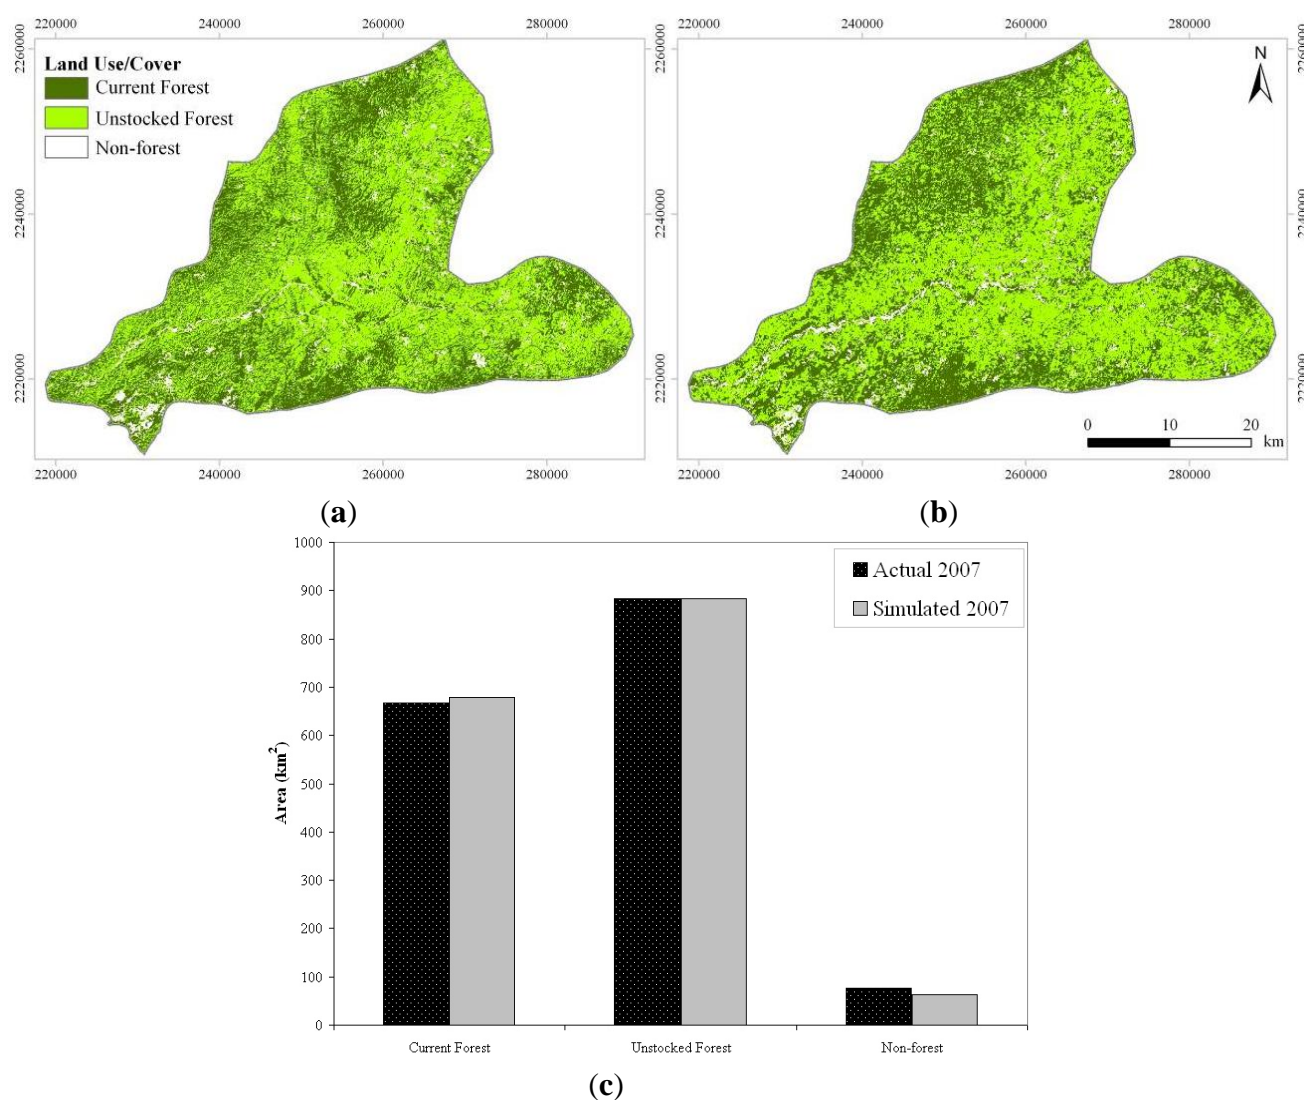 220000 240000 260000 280000 220000 240000 260000 280000
2260000 2260000
Land Use/Cover
Current Forest
Unstocked Forest
Non-forest
N
2240000 2240000
2220000 2220000
0 10 20
km
220000 240000 260000 280000 220000 240000 260000 280000
(a) (b)
1000
900
800
700
600
500
400
300
200
100
0
Area (km²)
Actual 2007
Simulated 2007
Current Forest Unstocked Forest Non-forest
(c)